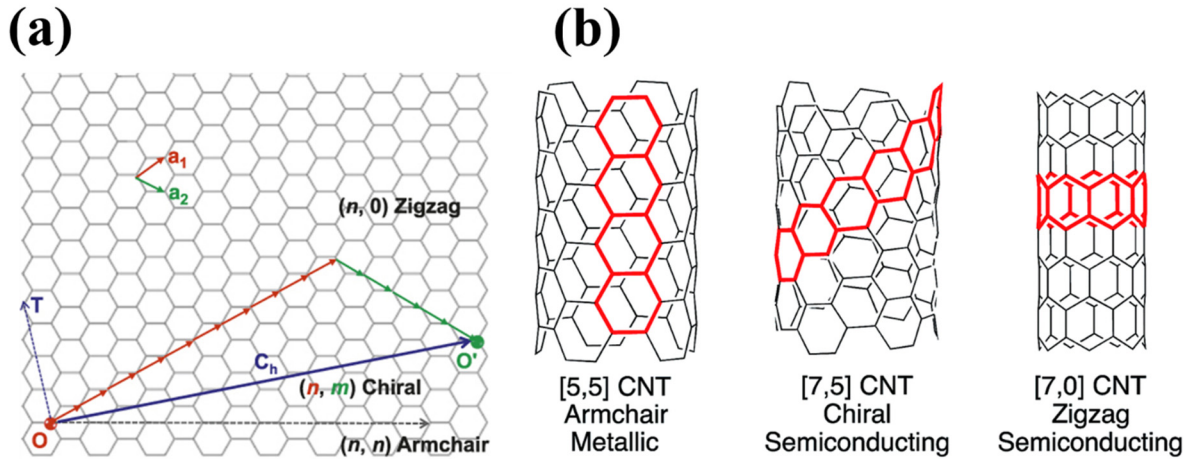 (a)
a1
a2
(n, 0) Zigzag
T
Ch
O'
(n, m) Chiral
O
(n, n) Armchair
(b)
[5,5] CNT
Armchair
Metallic
[7,5] CNT
Chiral
Semiconducting
[7,0] CNT
Zigzag
Semiconducting